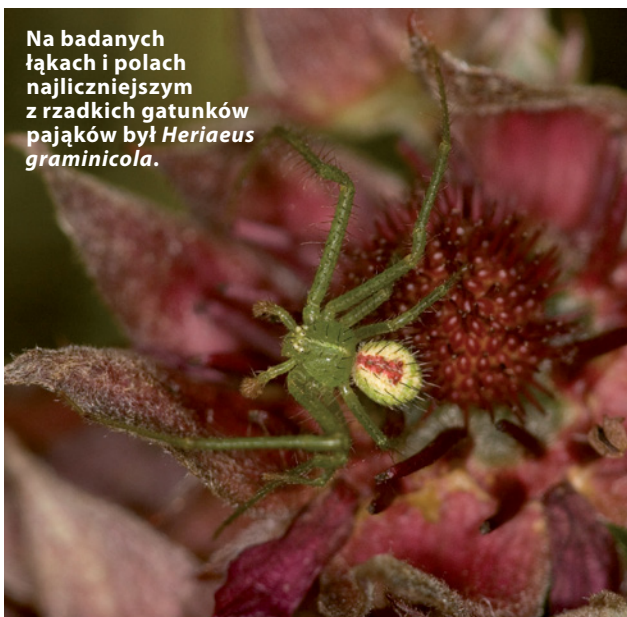 Na badanych
łąkach i polach
najliczniejszym
z rzadkich gatunków
pająków był Heriaeus
graminicola.